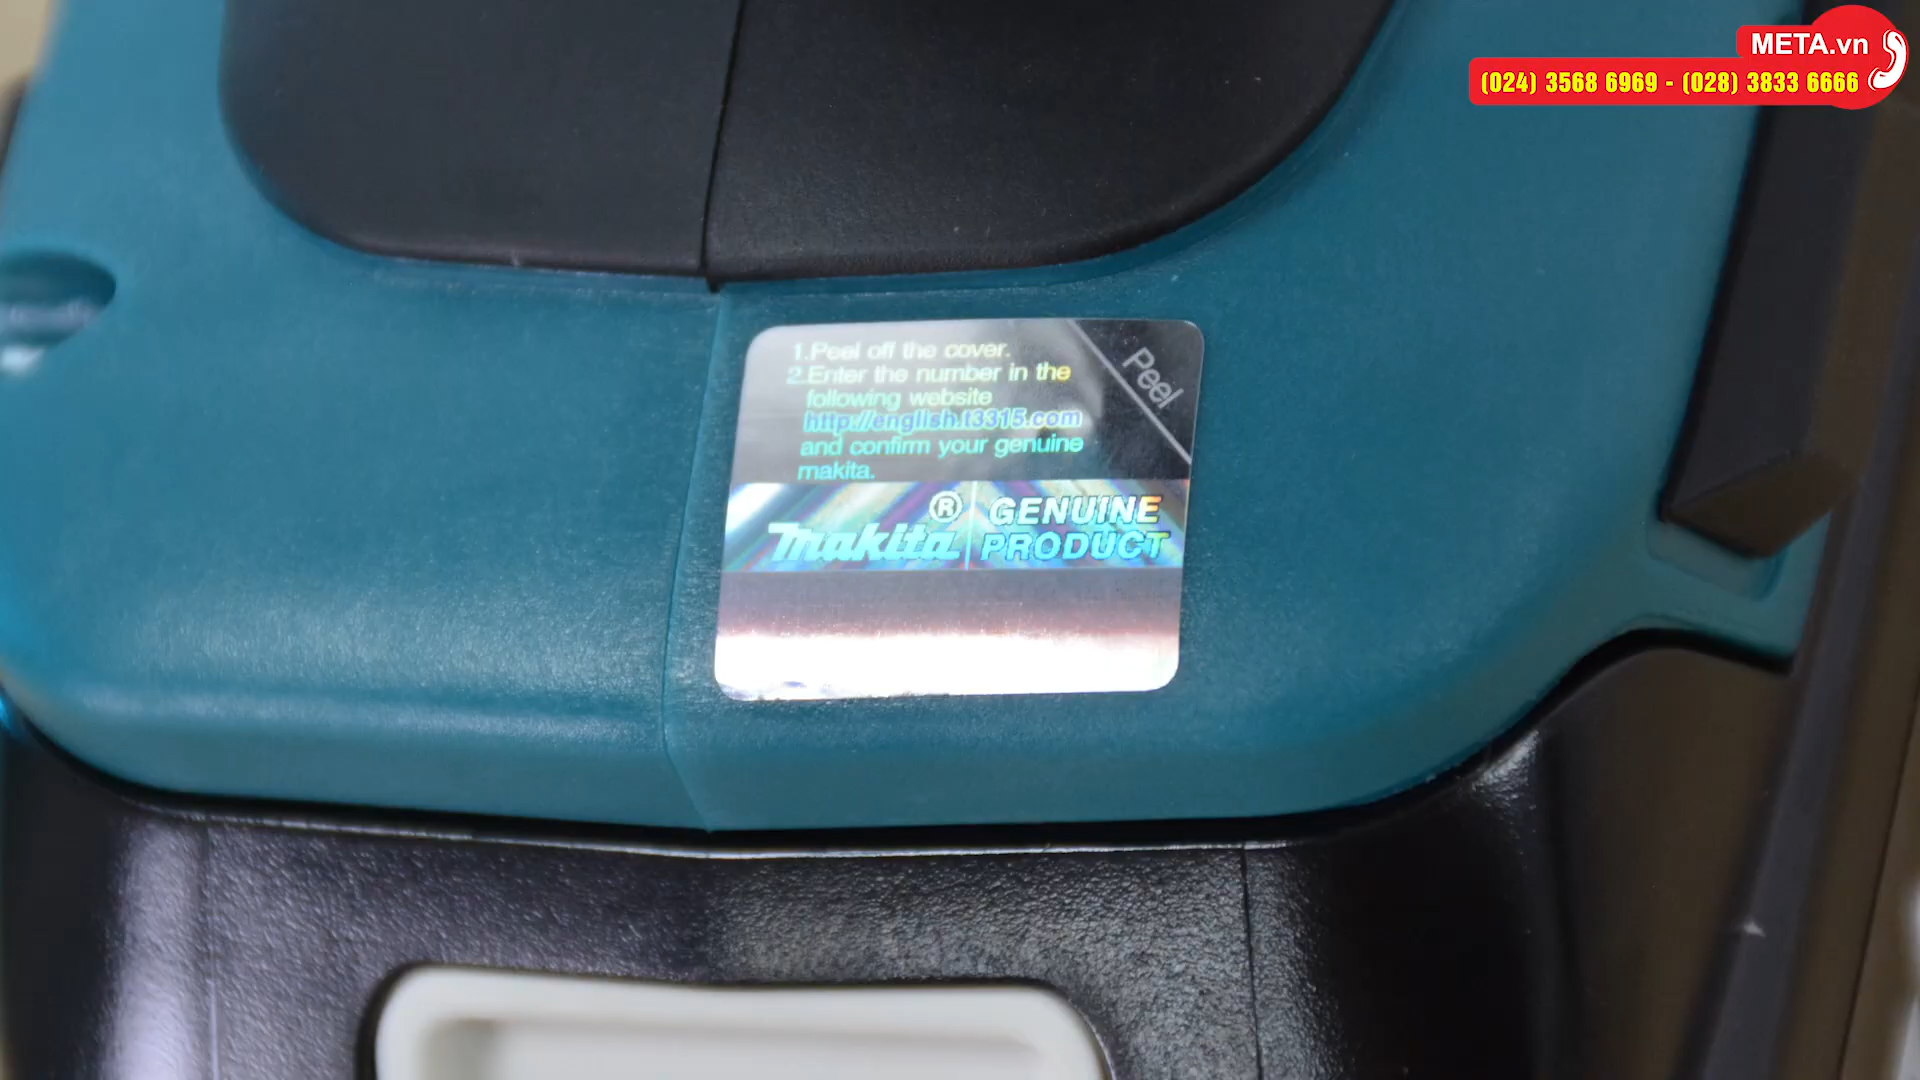 META.vn
(024) 3568 6969 - (028) 3833 6666
1.Peel off the cover.
2.Enter the number in the
following website
http://english.t3315.com
and confirm your genuine
makita.
Peel
makita® GENUINE
PRODUCT